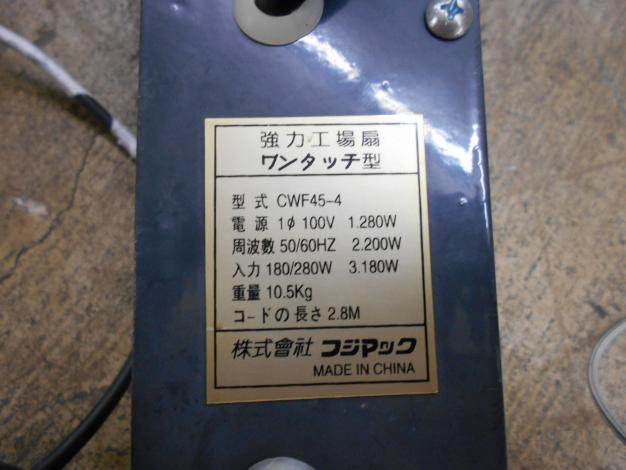 強力工場扇
ワンタッチ型
型式 CWF45-4
電源 1φ 100V 1.280W
周波數 50/60HZ 2.200W
入力 180/280W 3.180W
重量 10.5Kg
コードの長さ 2.8M
株式會社 フジマック
MADE IN CHINA